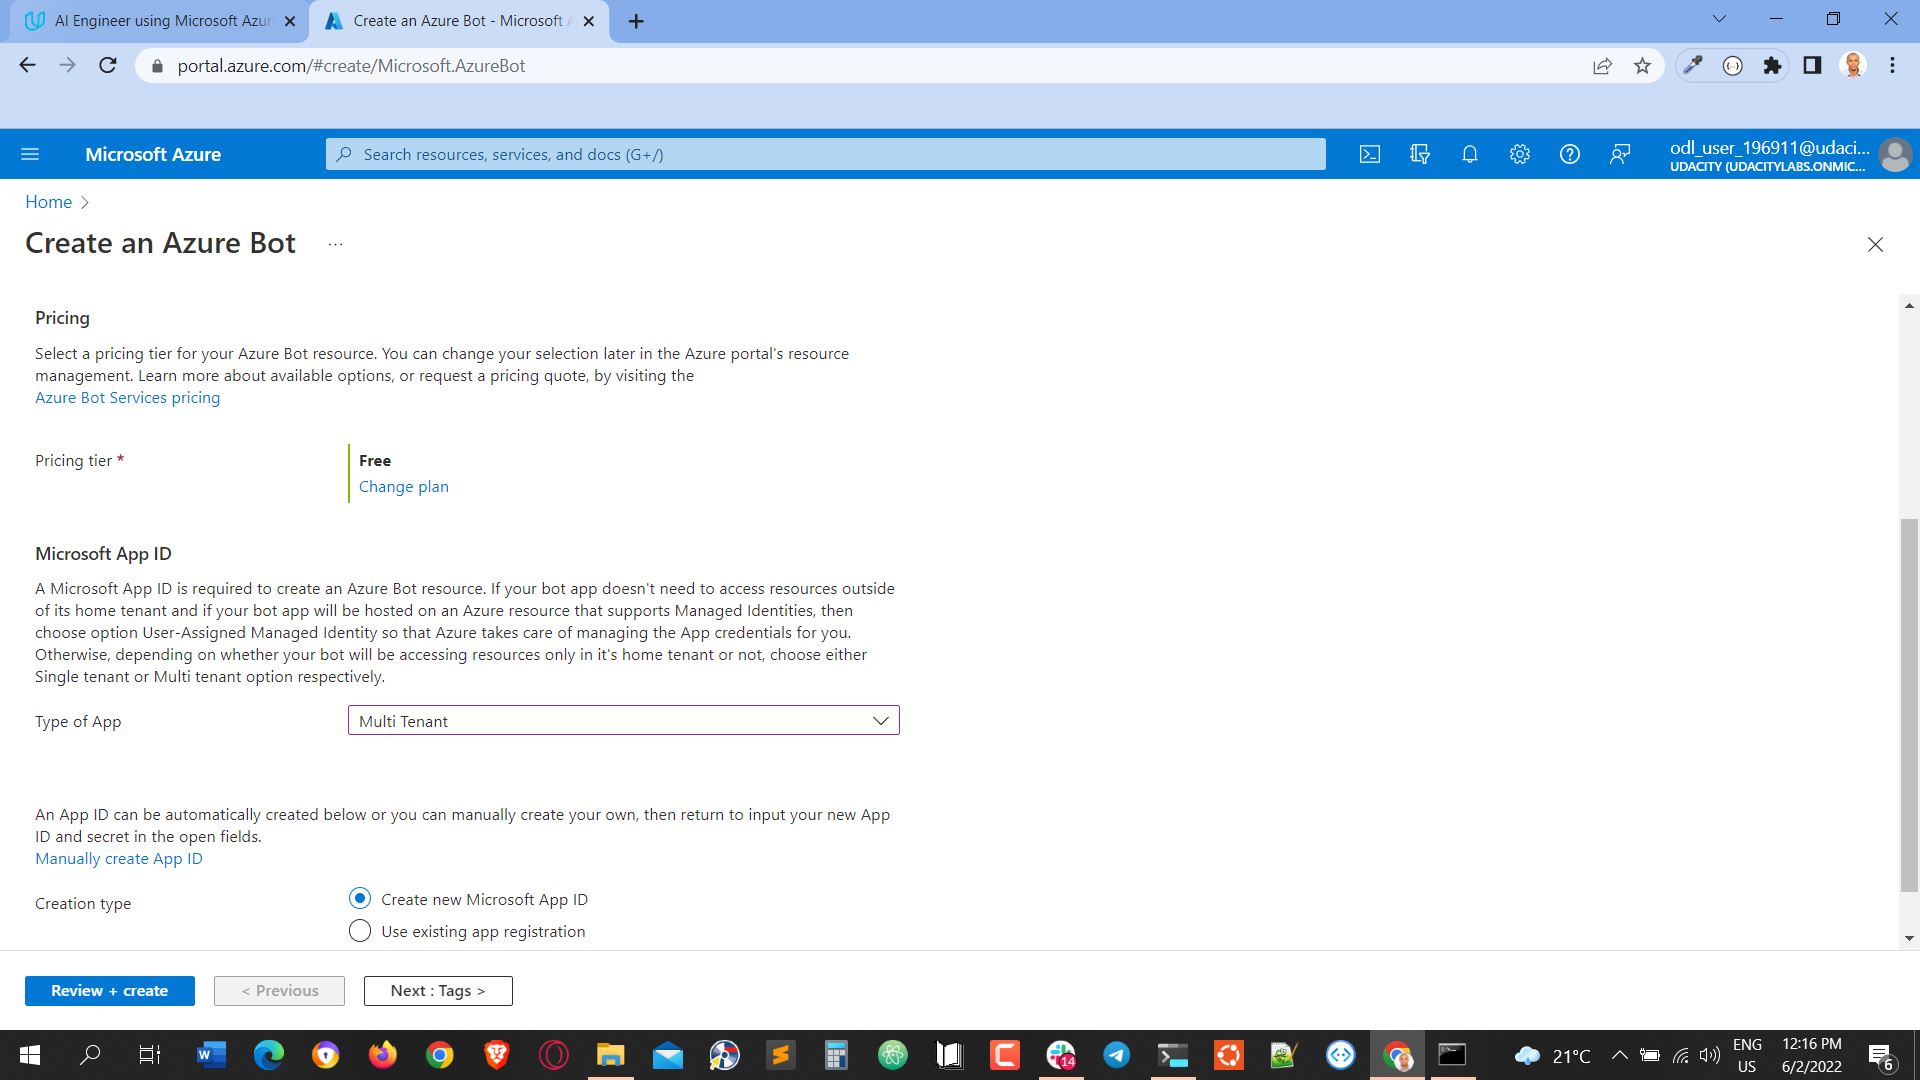 AI Engineer using Microsoft Azur
Create an Azure Bot - Microsoft A
portal.azure.com/#create/Microsoft.AzureBot
Microsoft Azure
Search resources, services, and docs (G+/)
odl_user_196911@udaci...
UDACITY (UDACITYLABS.ONMIC...
Home >
Create an Azure Bot ...
Pricing
Select a pricing tier for your Azure Bot resource. You can change your selection later in the Azure portal's resource
management. Learn more about available options, or request a pricing quote, by visiting the
Azure Bot Services pricing
Pricing tier *
Free
Change plan
Microsoft App ID
A Microsoft App ID is required to create an Azure Bot resource. If your bot app doesn't need to access resources outside
of its home tenant and if your bot app will be hosted on an Azure resource that supports Managed Identities, then
choose option User-Assigned Managed Identity so that Azure takes care of managing the App credentials for you.
Otherwise, depending on whether your bot will be accessing resources only in it's home tenant or not, choose either
Single tenant or Multi tenant option respectively.
Type of App
Multi Tenant
An App ID can be automatically created below or you can manually create your own, then return to input your new App
ID and secret in the open fields.
Manually create App ID
Creation type
Create new Microsoft App ID
Use existing app registration
Review + create
< Previous
Next : Tags >
14
21°C
ENG
US
12:16 PM
6/2/2022
6